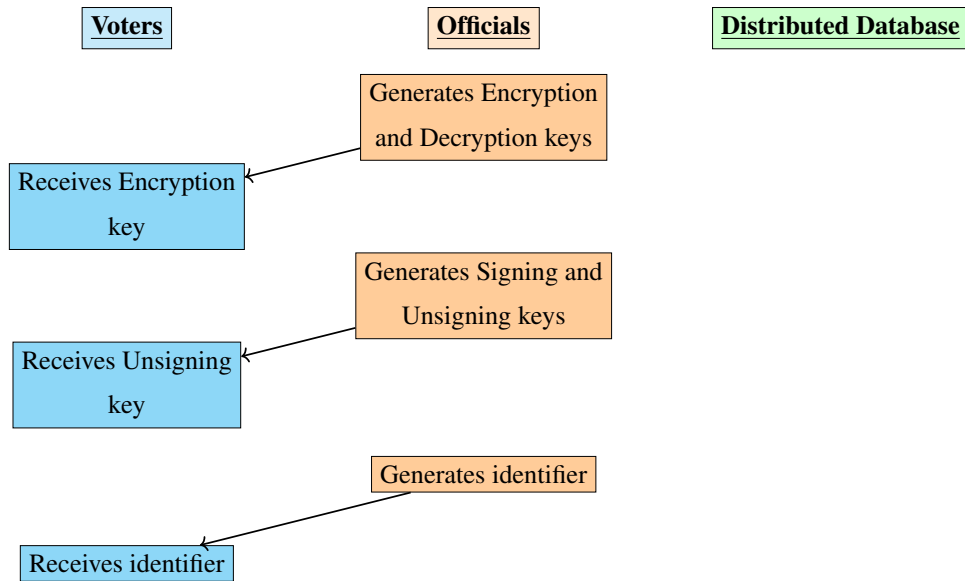 Voters
Officials
Distributed Database
Generates Encryption
and Decryption keys
Receives Encryption
key
Generates Signing and
Unsigning keys
Receives Unsigning
key
Generates identifier
Receives identifier